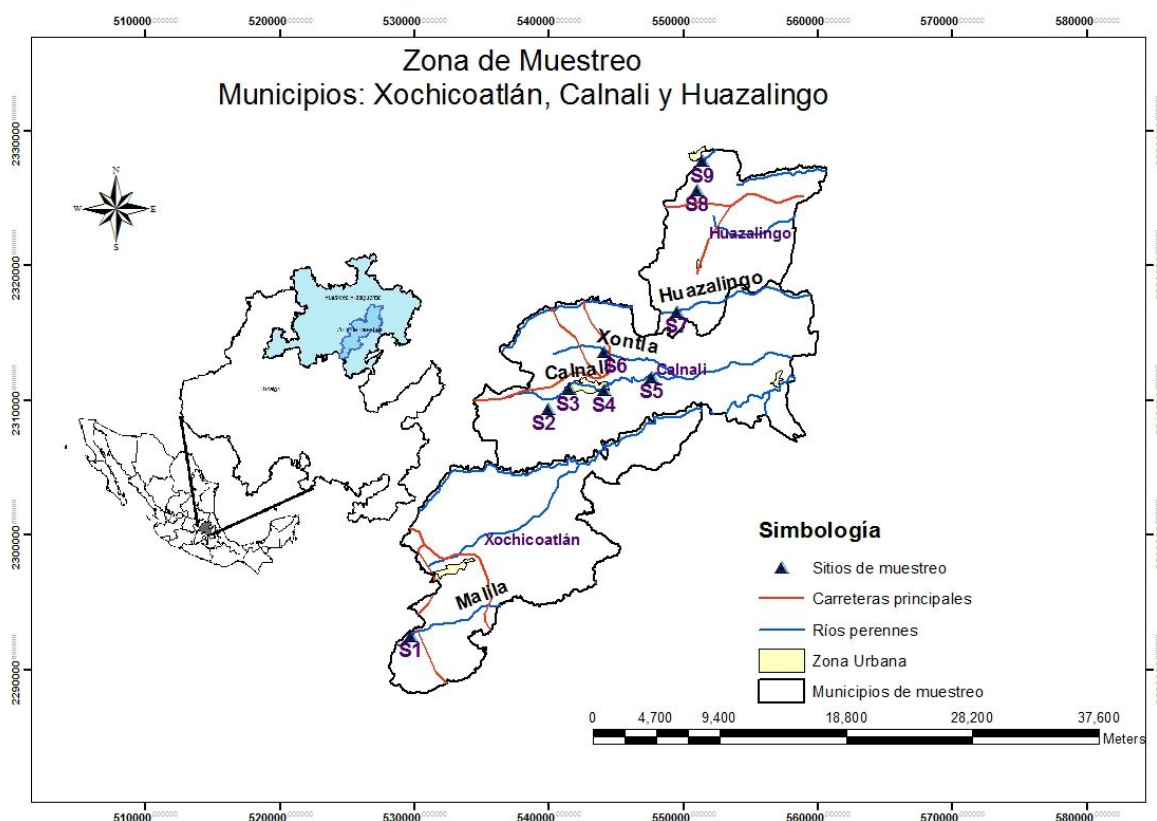 510000 520000 530000 540000 550000 560000 570000 580000
Zona de Muestreo
Municipios: Xochicoatlán, Calnali y Huazalingo
2330000
2320000
2310000
2300000
2290000
N
W E
S
S9
S8
Huazalingo
Huazalingo
S7
Xontla
S6
Calnali
Calnali
S5
S3
S4
S2
Xochicoatlán
Malila
S1
Simbología
Sitios de muestreo
Carreteras principales
Ríos perennes
Zona Urbana
Municipios de muestreo
0 4,700 9,400 18,800 28,200 37,600
Meters
510000 520000 530000 540000 550000 560000 570000 580000